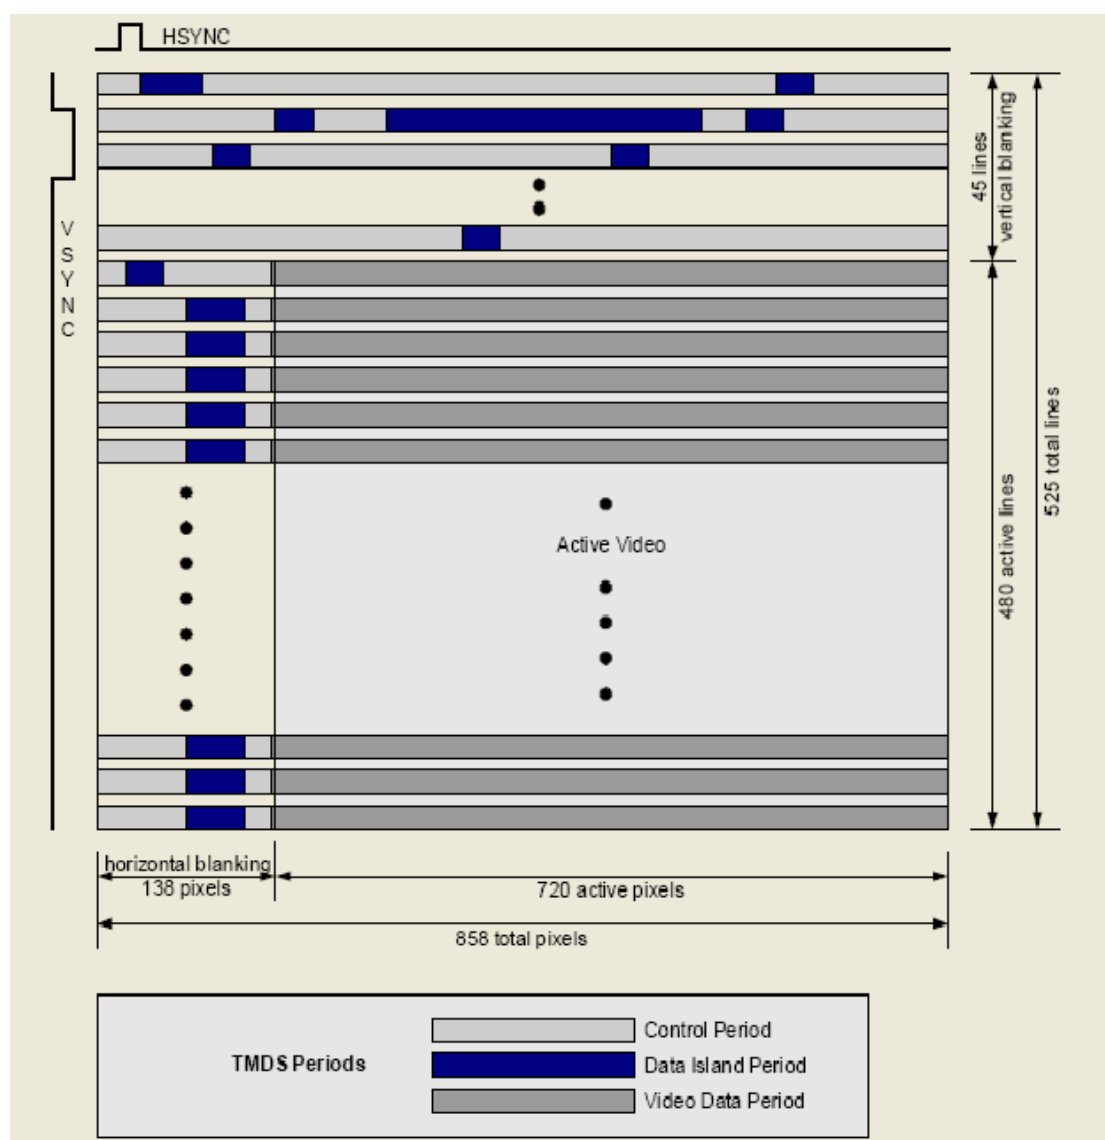 HSYNC
45 lines
vertical blanking
VSYNC
525 total lines
480 active lines
Active Video
horizontal blanking
138 pixels
720 active pixels
858 total pixels
TMDS Periods
Control Period
Data Island Period
Video Data Period